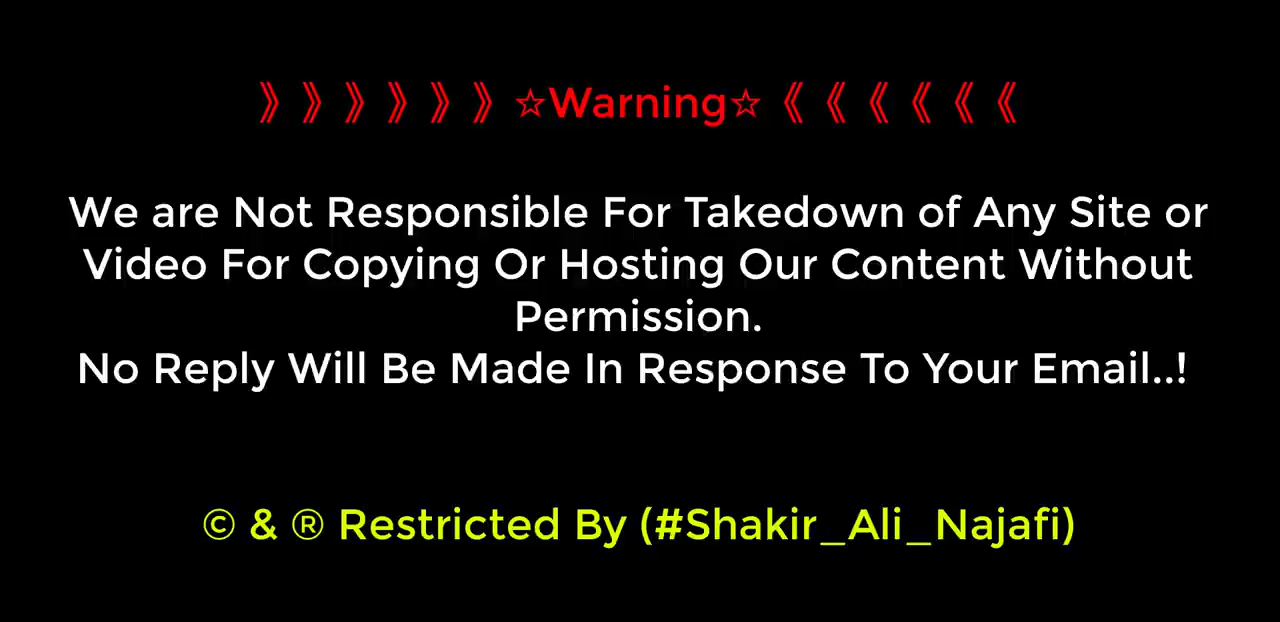 》》》》》》☆Warning☆《《《《《《
We are Not Responsible For Takedown of Any Site or
Video For Copying Or Hosting Our Content Without
Permission.
No Reply Will Be Made In Response To Your Email..!
© & ® Restricted By (#Shakir_Ali_Najafi)